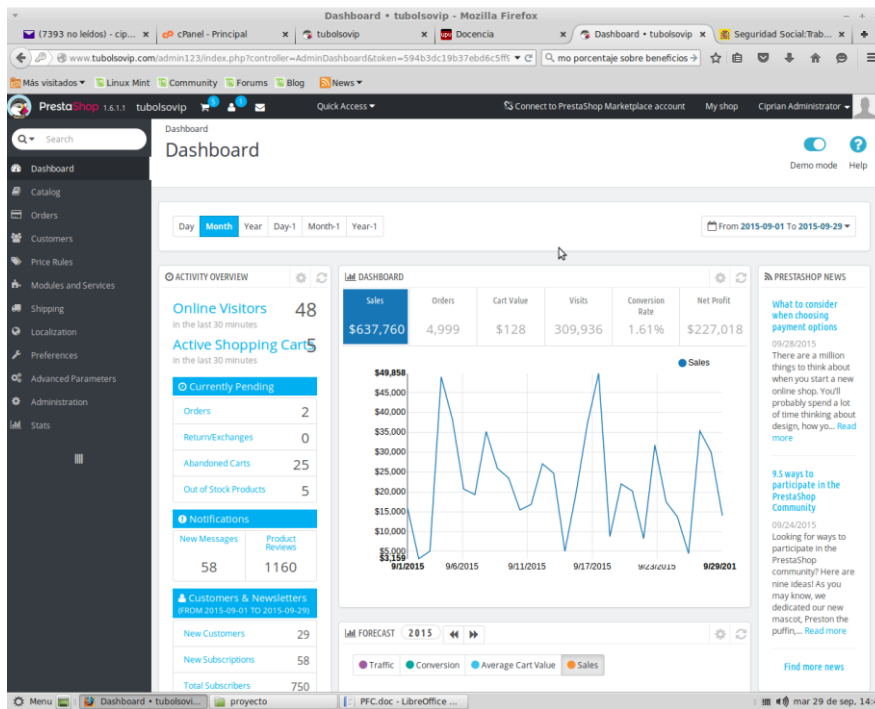 Dashboard • tubolsovip - Mozilla Firefox
(7393 no leídos) - cip... x
cPanel - Principal x
tubolsovip x
Docencia x
Dashboard • tubolsovip x
Seguridad Social:Trab... x
www.tubolsovip.com/admin123/index.php?controller=AdminDashboard&token=594b3dc19b37ebd6c5ff
mo porcentaje sobre beneficios
Más visitados Linux Mint Community Forums Blog News
PrestaShop 1.6.1.1 tubolsovip 5 1 Quick Access Connect to PrestaShop Marketplace account My shop Ciprian Administrator
Search
Dashboard
Catalog
Orders
Customers
Price Rules
Modules and Services
Shipping
Localization
Preferences
Advanced Parameters
Administration
Stats
Dashboard
Dashboard
Demo mode Help
Day Month Year Day-1 Month-1 Year-1
From 2015-09-01 To 2015-09-29
ACTIVITY OVERVIEW
Online Visitors 48
in the last 30 minutes
Active Shopping Carts 5
in the last 30 minutes
Currently Pending
Orders 2
Return/Exchanges 0
Abandoned Carts 25
Out of Stock Products 5
Notifications
New Messages Product Reviews
58 1160
Customers & Newsletters
(FROM 2015-09-01 TO 2015-09-29)
New Customers 29
New Subscriptions 58
Total Subscribers 750
DASHBOARD
Sales Orders Cart Value Visits Conversion Rate Net Profit
$637,760 4,999 $128 309,936 1.61% $227,018
Sales
$49,858
$45,000
$40,000
$35,000
$30,000
$25,000
$20,000
$15,000
$10,000
$5,000
$3,159
9/1/2015 9/6/2015 9/11/2015 9/17/2015 9/23/2015 9/29/201
FORECAST 2015
Traffic Conversion Average Cart Value Sales
PRESTASHOP NEWS
What to consider
when choosing
payment options
09/28/2015
There are a million
things to think about
when you start a new
online shop. You'll
probably spend a lot
of time thinking about
design, how yo... Read
more
9.5 ways to
participate in the
PrestaShop
Community
09/24/2015
Looking for ways to
participate in the
PrestaShop
community? Here are
nine ideas! As you
may know, we
dedicated our new
mascot, Preston the
puffin,... Read more
Find more news
Menu Dashboard • tubolsovi... proyecto PFC.doc - LibreOffice ... mar 29 de sep, 14: